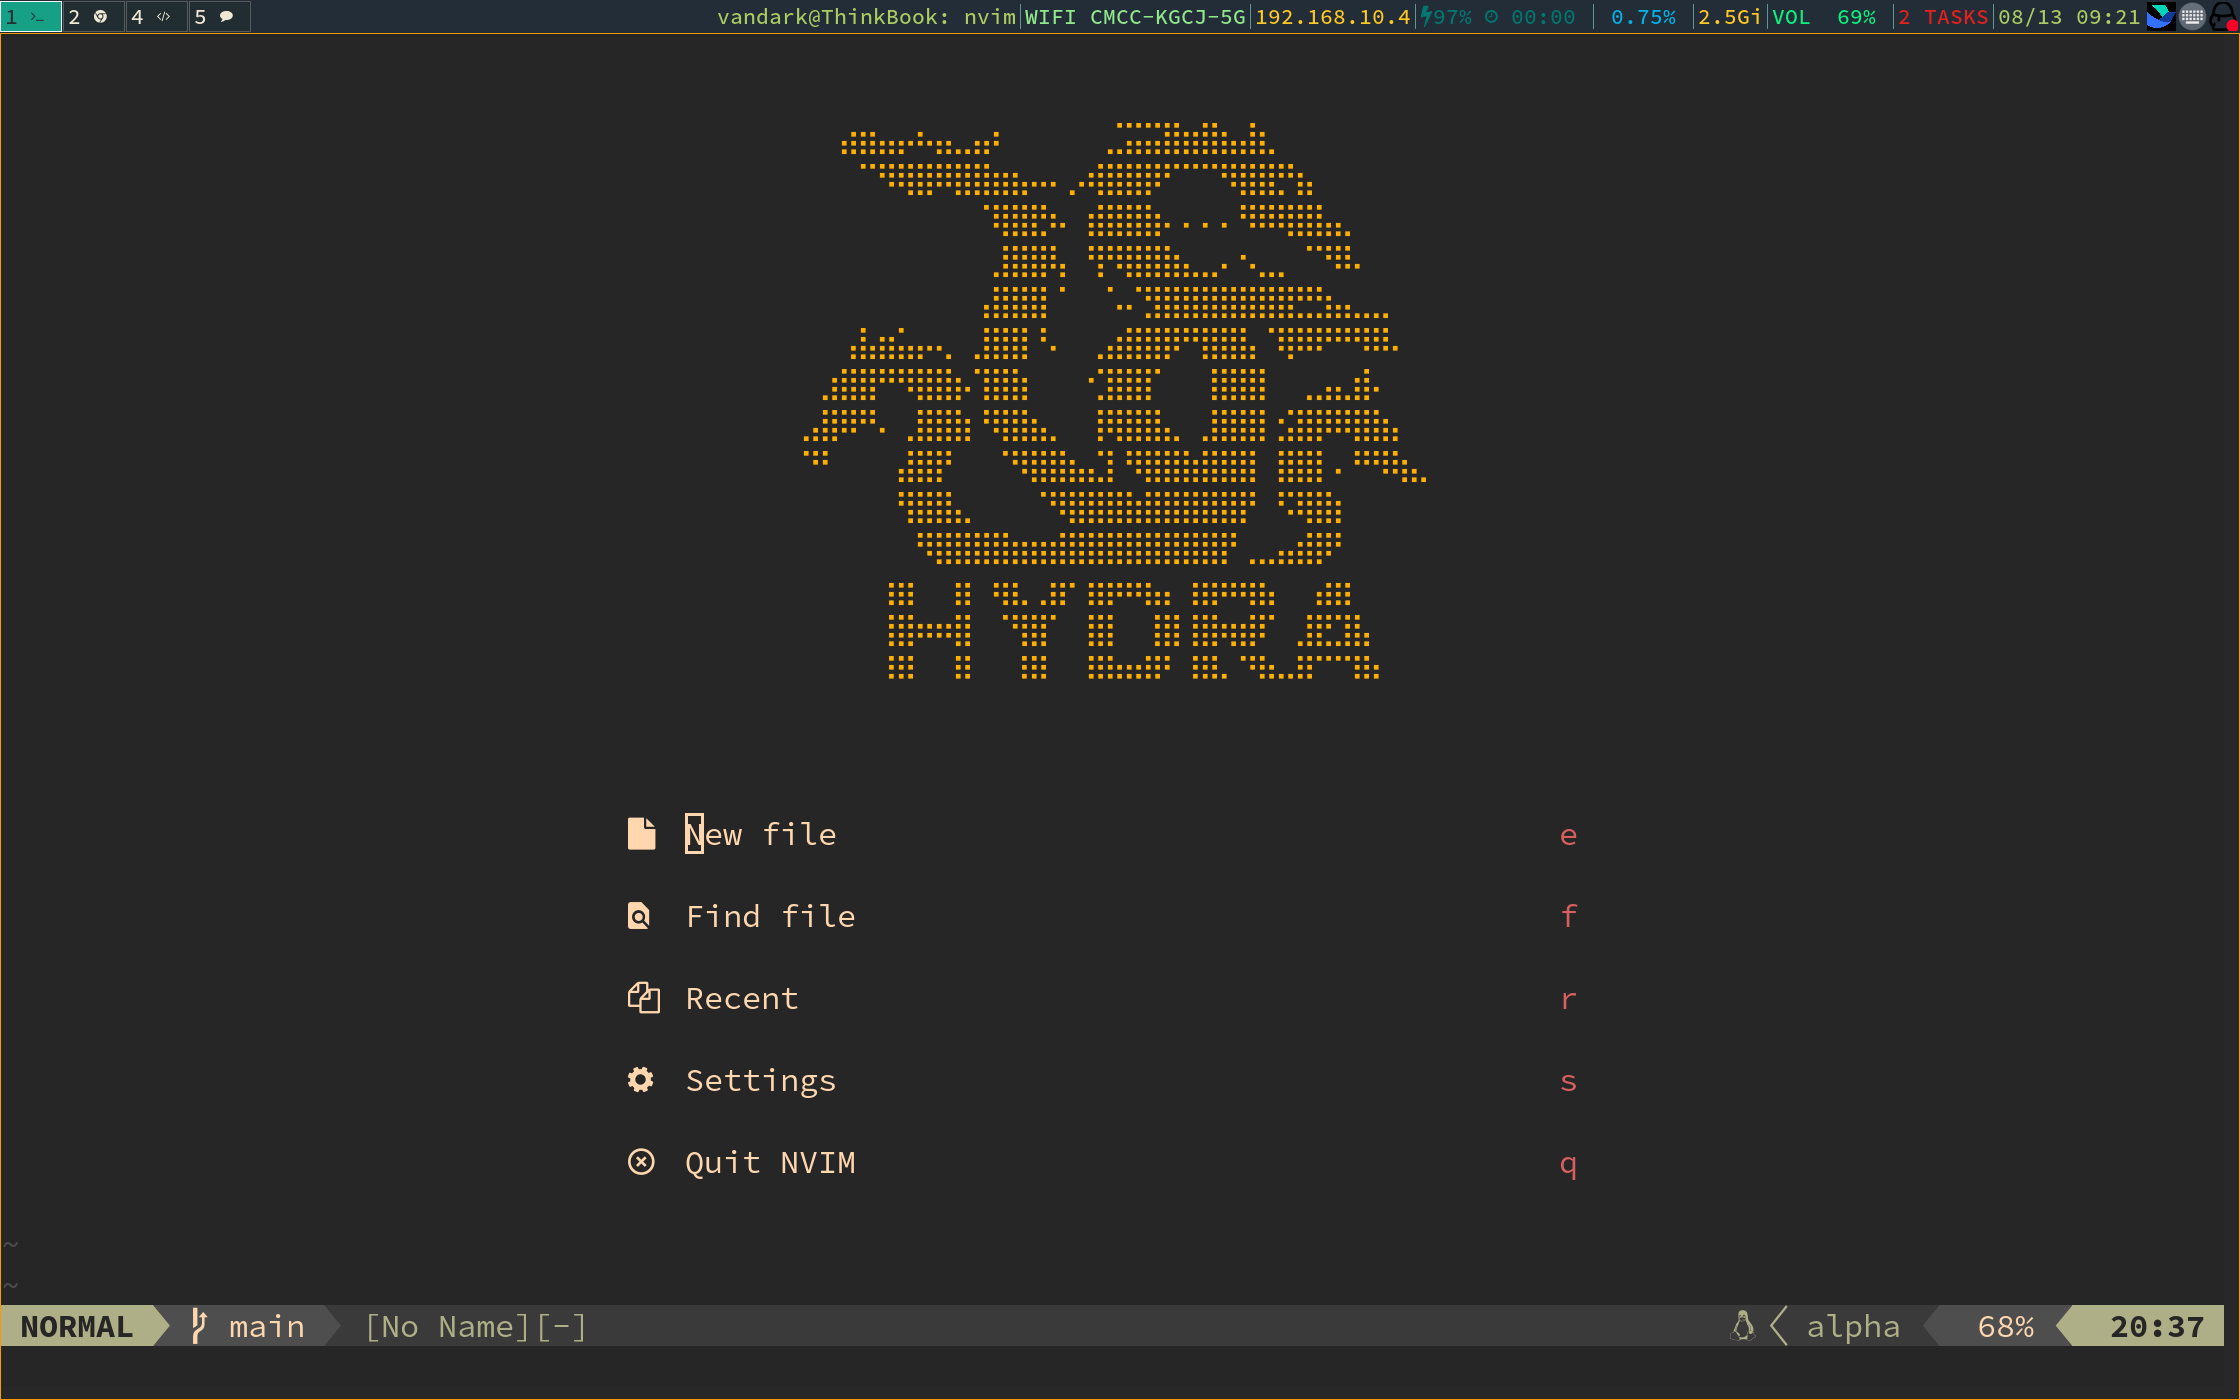 1 >_ 2 4 </> 5 vandark@ThinkBook: nvim|WIFI CMCC-KGCJ-5G|192.168.10.4|97% 00:00 | 0.75% |2.5Gi|VOL 69% |2 TASKS|08/13 09:21
HYDRA
New file e
Find file f
Recent r
Settings s
Quit NVIM q
~
~
NORMAL main [No Name][-] alpha 68% 20:37